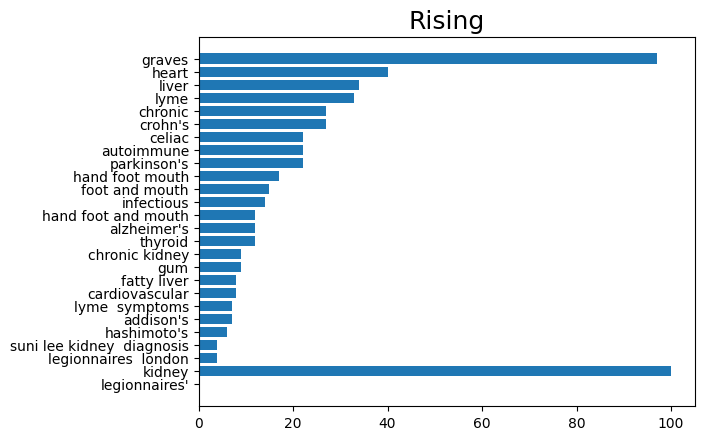 Rising
graves
heart
liver
lyme
chronic
crohn's
celiac
autoimmune
parkinson's
hand foot mouth
foot and mouth
infectious
hand foot and mouth
alzheimer's
thyroid
chronic kidney
gum
fatty liver
cardiovascular
lyme  symptoms
addison's
hashimoto's
suni lee kidney  diagnosis
legionnaires  london
kidney
legionnaires'
0 20 40 60 80 100